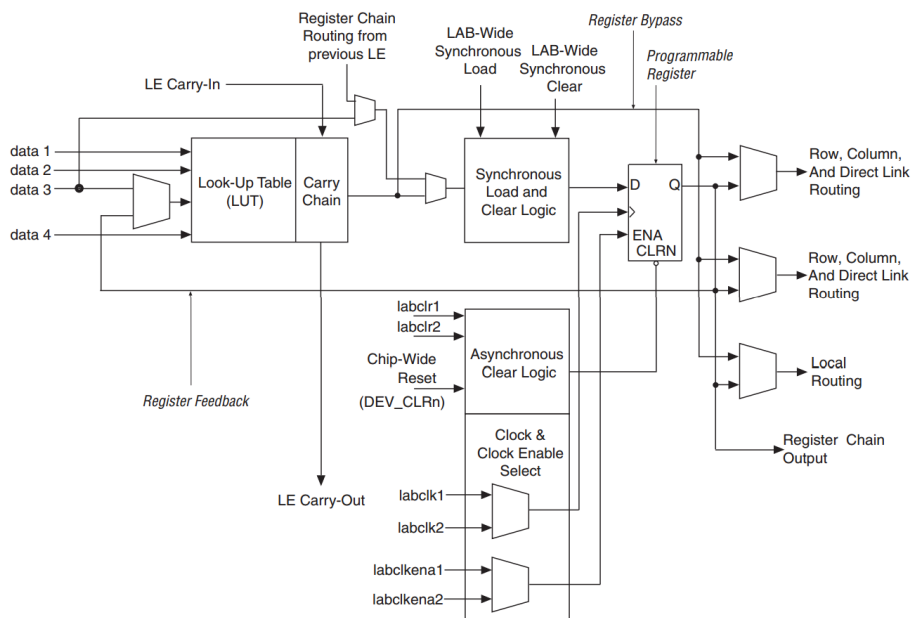 Register Chain
Routing from
previous LE
LAB-Wide
Synchronous
Load
LAB-Wide
Synchronous
Clear
Register Bypass
Programmable
Register
LE Carry-In
data 1
data 2
data 3
data 4
Look-Up Table
(LUT)
Carry
Chain
Synchronous
Load and
Clear Logic
D
Q
ENA
CLRN
Row, Column,
And Direct Link
Routing
Row, Column,
And Direct Link
Routing
Local
Routing
Register Chain
Output
labclr1
labclr2
Chip-Wide
Reset
(DEV_CLRn)
Asynchronous
Clear Logic
Register Feedback
Clock &
Clock Enable
Select
LE Carry-Out
labclk1
labclk2
labclkena1
labclkena2